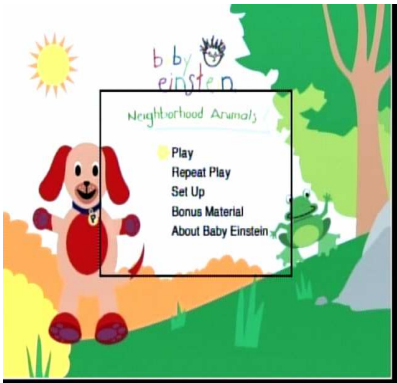 baby
einstein
Neighborhood Animals
Play
Repeat Play
Set Up
Bonus Material
About Baby Einstein